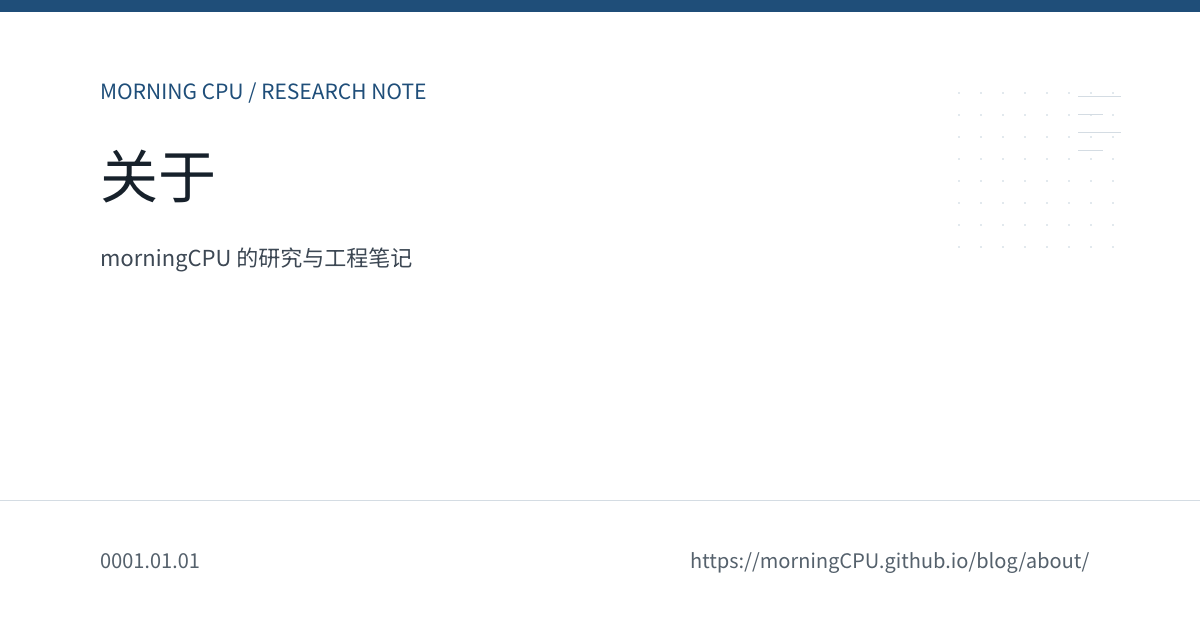 MORNING CPU / RESEARCH NOTE
关于
morningCPU 的研究与工程笔记
0001.01.01
https://morningCPU.github.io/blog/about/